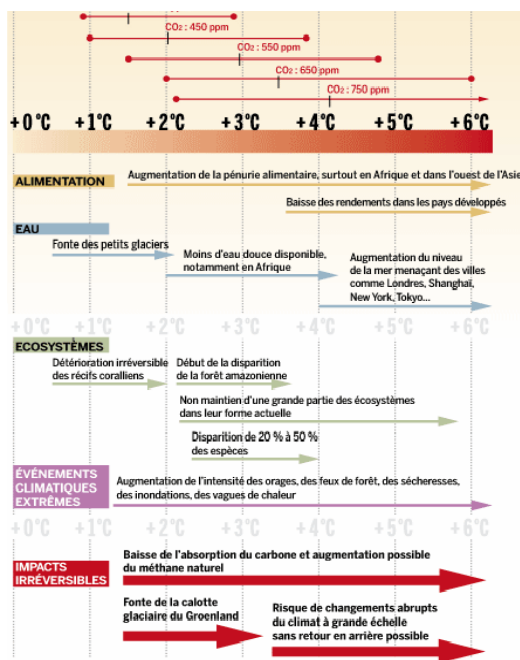 CO2 : 450 ppm
CO2 : 550 ppm
CO2 : 650 ppm
CO2 : 750 ppm
+0°C +1°C +2°C +3°C +4°C +5°C +6°C
ALIMENTATION
Augmentation de la pénurie alimentaire, surtout en Afrique et dans l'ouest de l'Asie
Baisse des rendements dans les pays développés
EAU
Fonte des petits glaciers
Moins d'eau douce disponible,
notamment en Afrique
Augmentation du niveau
de la mer menaçant des villes
comme Londres, Shanghaï,
New York, Tokyo...
+0°C +1°C +2°C +3°C +4°C +5°C +6°C
ECOSYSTÈMES
Détérioration irréversible
des récifs coralliens
Début de la disparition
de la forêt amazonienne
Non maintien d'une grande partie des écosystèmes
dans leur forme actuelle
Disparition de 20 % à 50 %
des espèces
ÉVÉNEMENTS
CLIMATIQUES
EXTRÊMES
Augmentation de l'intensité des orages, des feux de forêt, des sécheresses,
des inondations, des vagues de chaleur
+0°C +1°C +2°C +3°C +4°C +5°C +6°C
IMPACTS
IRRÉVERSIBLES
Baisse de l'absorption du carbone et augmentation possible
du méthane naturel
Fonte de la calotte
glaciaire du Groenland
Risque de changements abrupts
du climat à grande échelle
sans retour en arrière possible